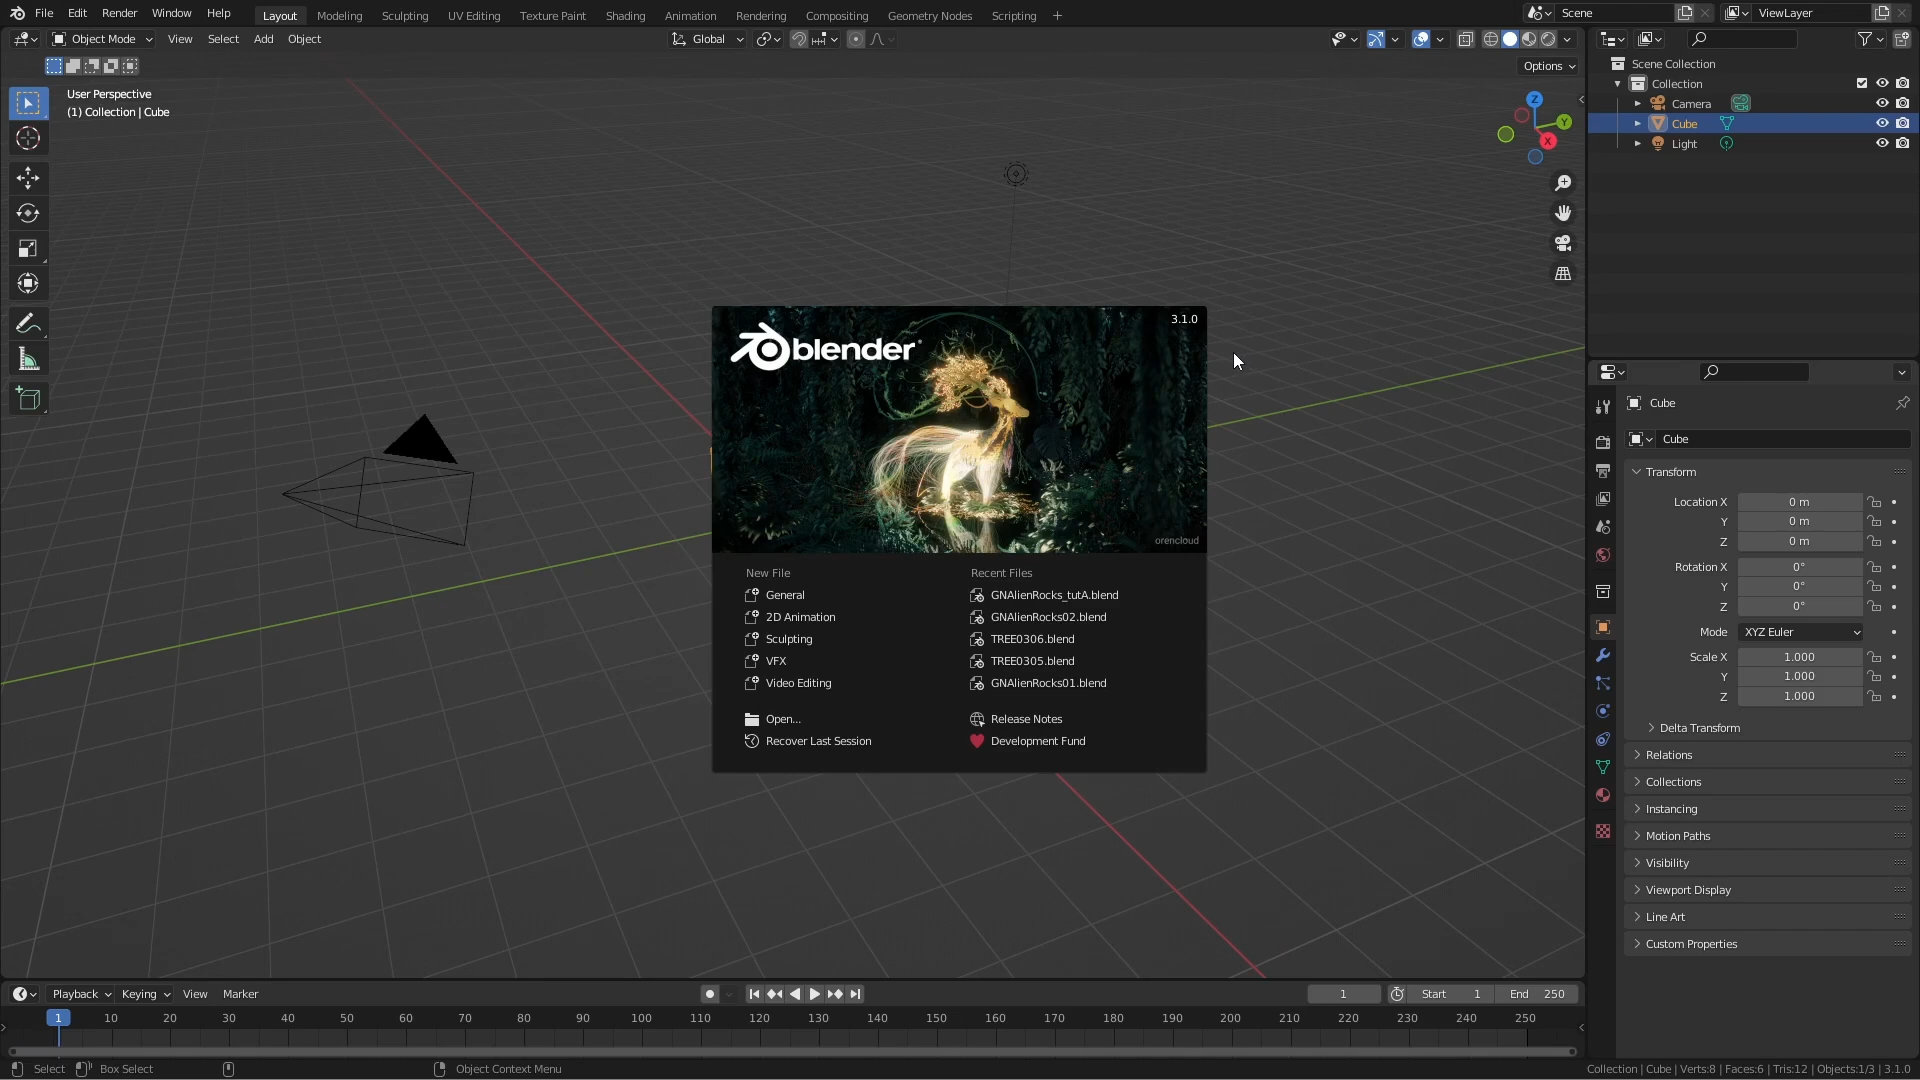 File Edit Render Window Help Layout Modeling Sculpting UV Editing Texture Paint Shading Animation Rendering Compositing Geometry Nodes Scripting + Scene ViewLayer
Object Mode View Select Add Object Global
Options
User Perspective
(1) Collection | Cube
Z
Y
X
Scene Collection
Collection
Camera
Cube
Light
blender
3.1.0
orencloud
New File
General
2D Animation
Sculpting
VFX
Video Editing
Open...
Recover Last Session
Recent Files
GNAlienRocks_tutA.blend
GNAlienRocks02.blend
TREE0306.blend
TREE0305.blend
GNAlienRocks01.blend
Release Notes
Development Fund
Cube
Cube
Transform
Location X 0 m
Y 0 m
Z 0 m
Rotation X 0°
Y 0°
Z 0°
Mode XYZ Euler
Scale X 1.000
Y 1.000
Z 1.000
Delta Transform
Relations
Collections
Instancing
Motion Paths
Visibility
Viewport Display
Line Art
Custom Properties
Playback Keying View Marker 1 Start 1 End 250
1 10 20 30 40 50 60 70 80 90 100 110 120 130 140 150 160 170 180 190 200 210 220 230 240 250
Select Box Select Object Context Menu Collection | Cube | Verts:8 | Faces:6 | Tris:12 | Objects:1/3 | 3.1.0